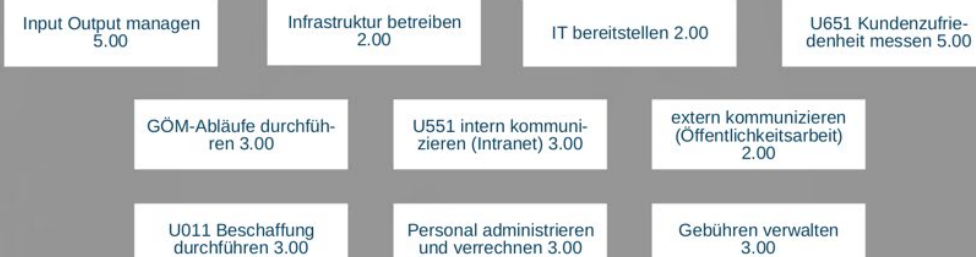 Input Output managen
5.00
Infrastruktur betreiben
2.00
IT bereitstellen 2.00
U651 Kundenzufrie-
denheit messen 5.00
GÖM-Abläufe durchfüh-
ren 3.00
U551 intern kommuni-
zieren (Intranet) 3.00
extern kommunizieren
(Öffentlichkeitsarbeit)
2.00
U011 Beschaffung
durchführen 3.00
Personal administrieren
und verrechnen 3.00
Gebühren verwalten
3.00